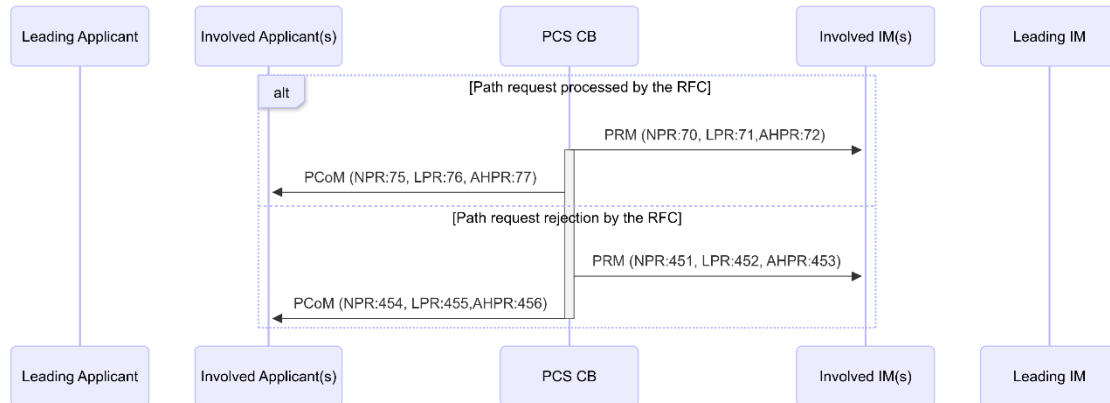 Leading Applicant
Involved Applicant(s)
PCS CB
Involved IM(s)
Leading IM
alt
[Path request processed by the RFC]
PRM (NPR:70, LPR:71,AHPR:72)
PCoM (NPR:75, LPR:76, AHPR:77)
[Path request rejection by the RFC]
PRM (NPR:451, LPR:452, AHPR:453)
PCoM (NPR:454, LPR:455,AHPR:456)
Leading Applicant
Involved Applicant(s)
PCS CB
Involved IM(s)
Leading IM